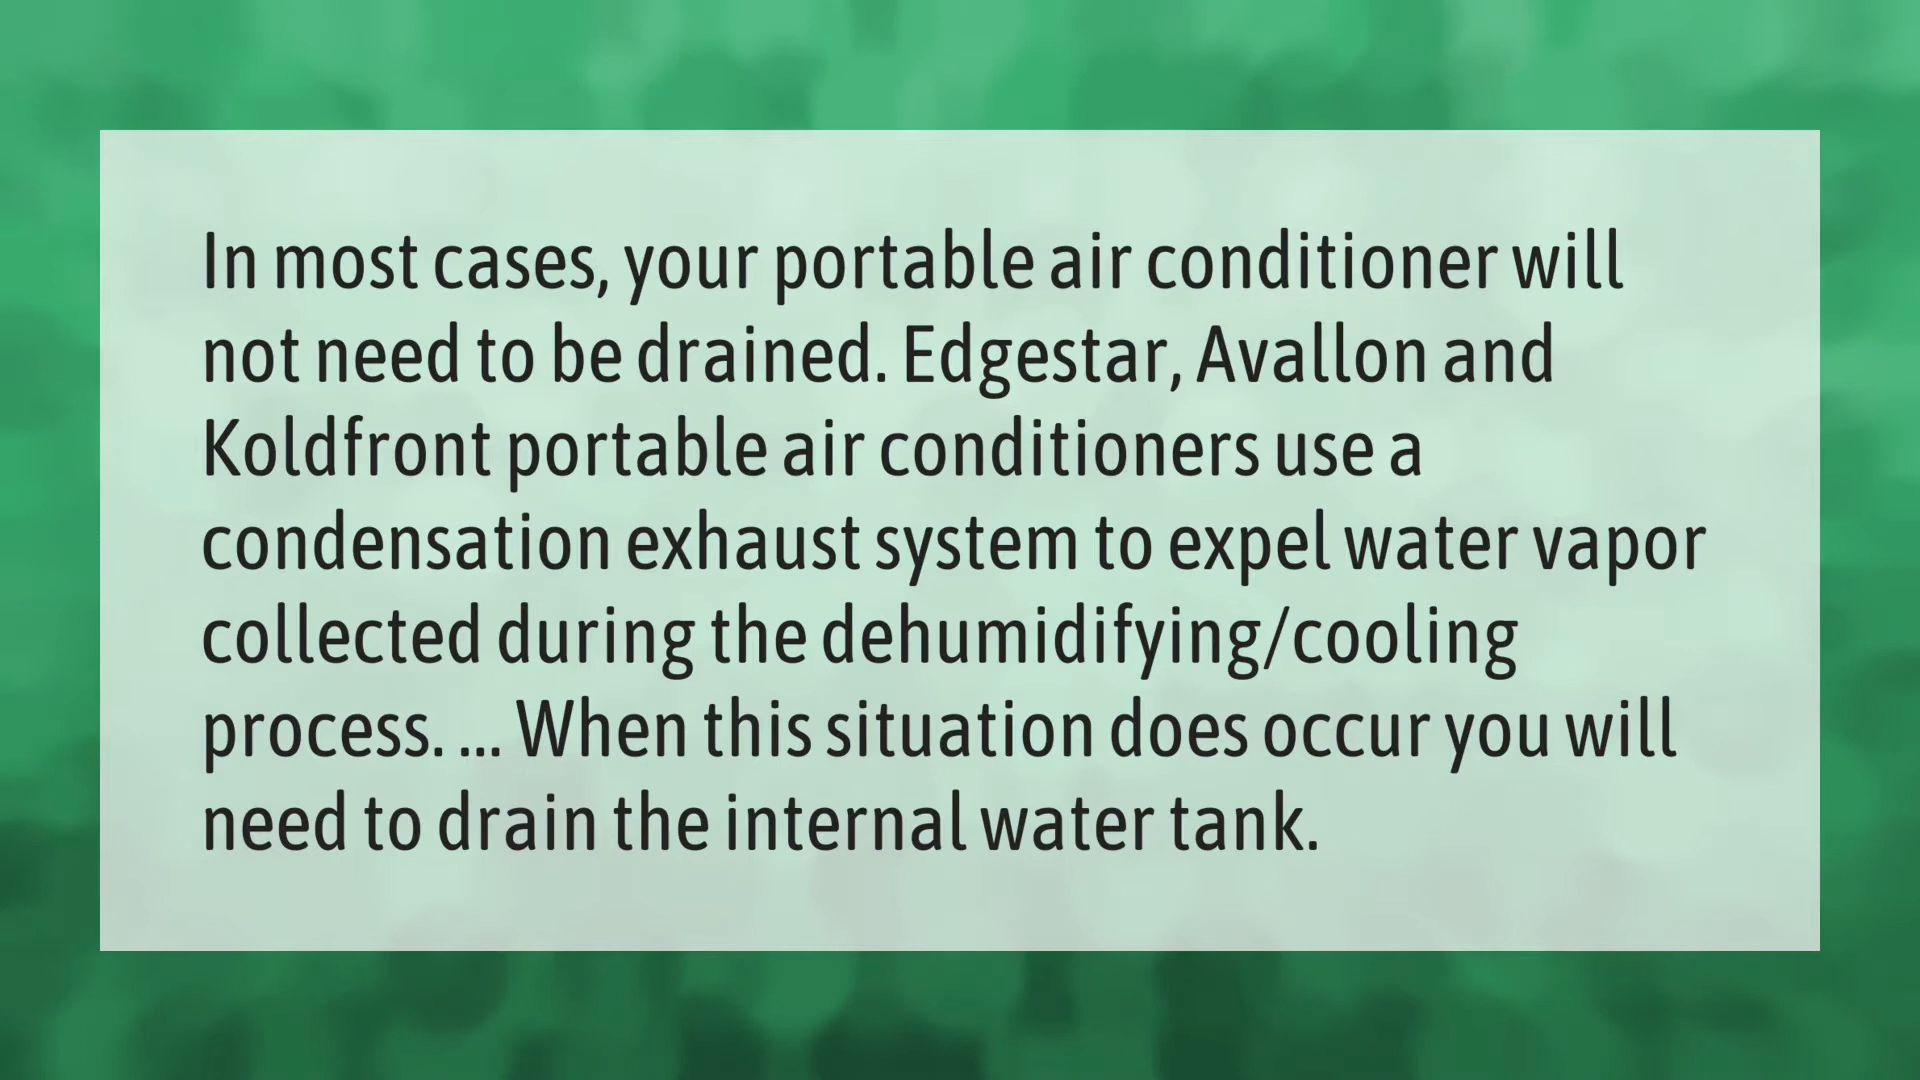 In most cases, your portable air conditioner will
not need to be drained. Edgestar, Avallon and
Koldfront portable air conditioners use a
condensation exhaust system to expel water vapor
collected during the dehumidifying/cooling
process. ... When this situation does occur you will
need to drain the internal water tank.